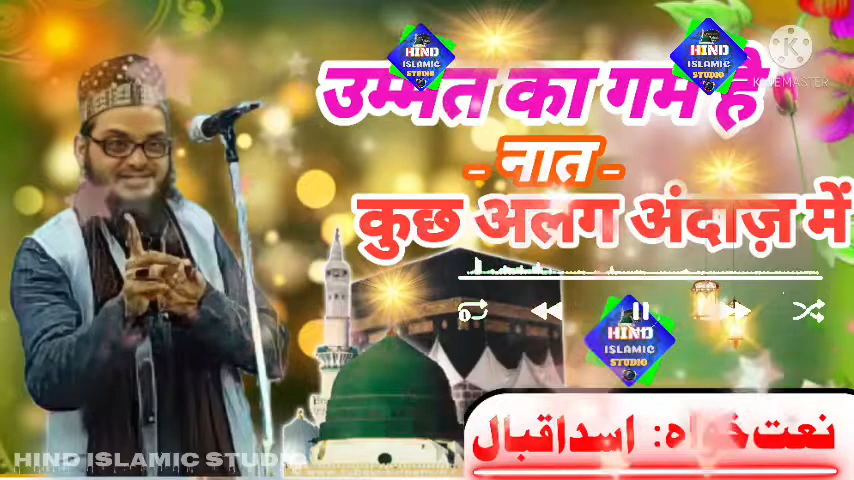 HIND
ISLAMIC
STUDIO
HIND
ISLAMIC
STUDIO
KINEMASTER
उम्मत का गम है
- नात -
कुछ अलग अंदाज़ में
HIND
ISLAMIC
STUDIO
نعت خواہ: اسداقبال
HIND ISLAMIC STUDIO